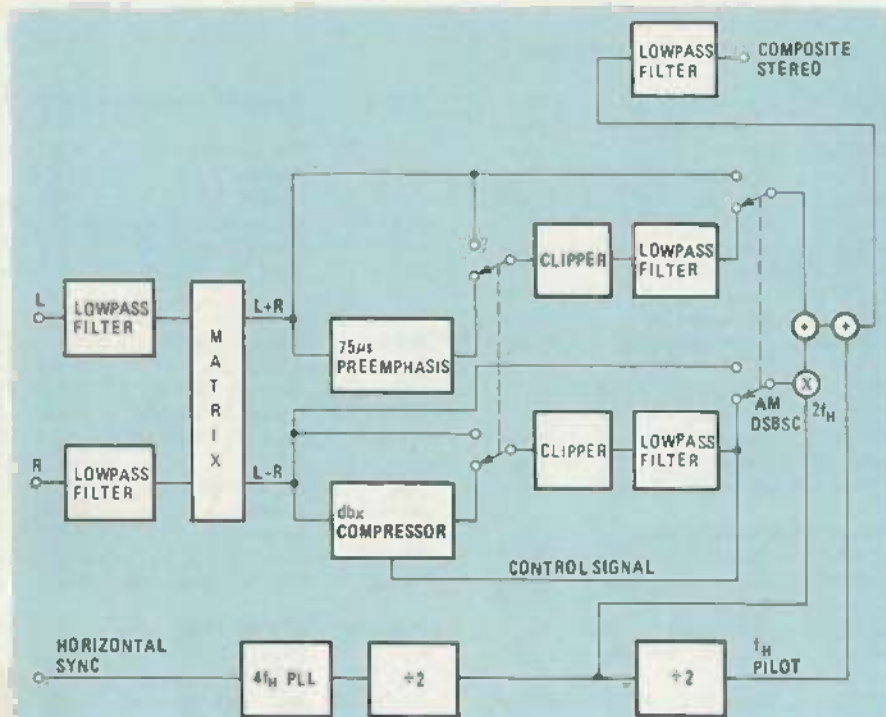 LOWPASS
FILTER
COMPOSITE
STEREO
L
LOWPASS
FILTER
MATRIX
L+R
75µs
PREEMPHASIS
CLIPPER
LOWPASS
FILTER
+
+
X
2fH
AM
DSBSC
R
LOWPASS
FILTER
L-R
dbx
COMPRESSOR
CLIPPER
LOWPASS
FILTER
CONTROL SIGNAL
HORIZONTAL
SYNC
4fH PLL
÷2
÷2
fH
PILOT